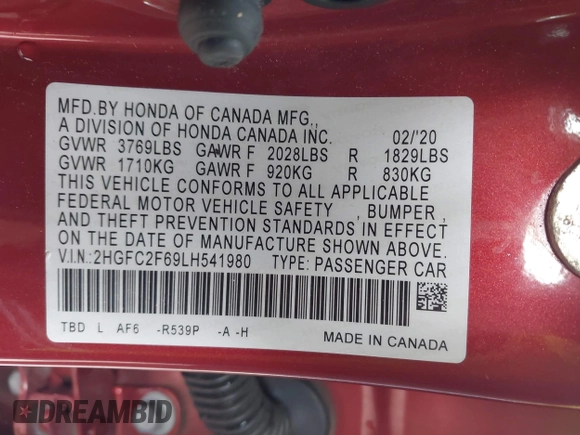 MFD.BY HONDA OF CANADA MFG.,
A DIVISION OF HONDA CANADA INC. 02/'20
GVWR 3769LBS GAWR F 2028LBS R 1829LBS
GVWR 1710KG GAWR F 920KG R 830KG
THIS VEHICLE CONFORMS TO ALL APPLICABLE
FEDERAL MOTOR VEHICLE SAFETY , BUMPER ,
AND THEFT PREVENTION STANDARDS IN EFFECT
ON THE DATE OF MANUFACTURE SHOWN ABOVE.
V.I.N.:2HGFC2F69LH541980 TYPE: PASSENGER CAR
TBD L AF6 -R539P -A -H
MADE IN CANADA
DREAMBID